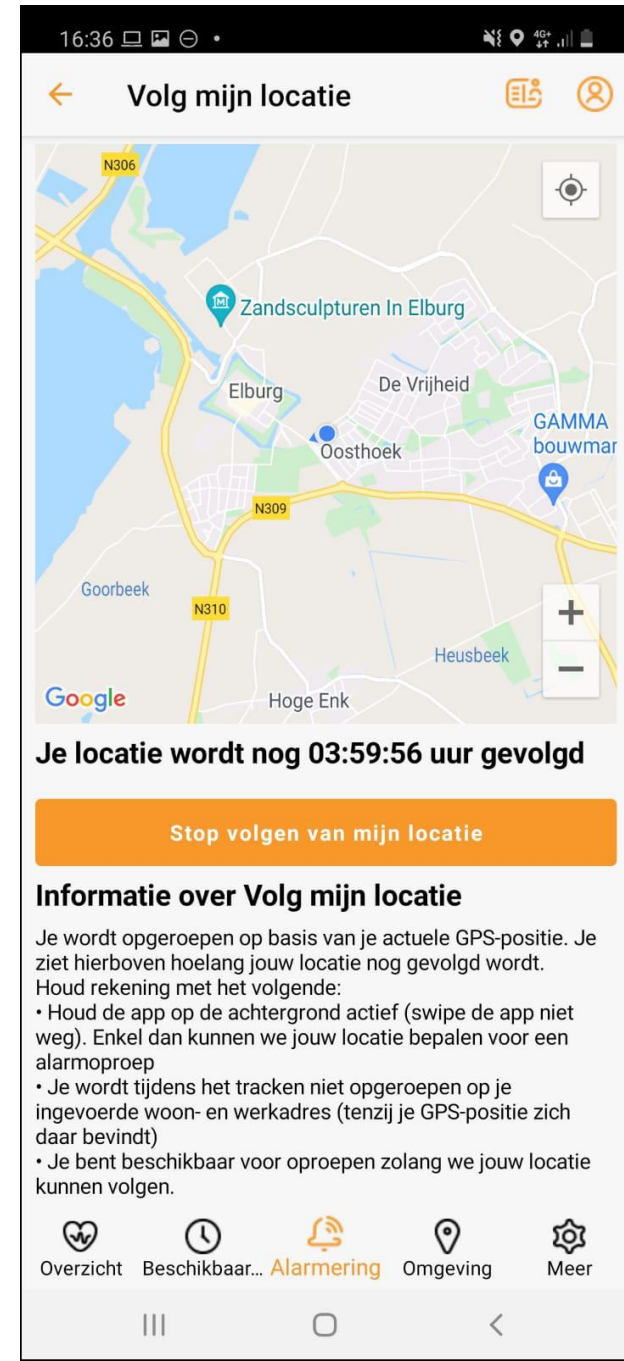 16:36
4G+
Volg mijn locatie
N306
Zandsculpturen In Elburg
De Vrijheid
Elburg
GAMMA
bouwmar
Oosthoek
N309
Goorbeek
N310
+
Heusbeek
−
Google
Hoge Enk
Je locatie wordt nog 03:59:56 uur gevolgd
Stop volgen van mijn locatie
Informatie over Volg mijn locatie
Je wordt opgeroepen op basis van je actuele GPS-positie. Je
ziet hierboven hoelang jouw locatie nog gevolgd wordt.
Houd rekening met het volgende:
• Houd de app op de achtergrond actief (swipe de app niet
weg). Enkel dan kunnen we jouw locatie bepalen voor een
alarmoproep
• Je wordt tijdens het tracken niet opgeroepen op je
ingevoerde woon- en werkadres (tenzij je GPS-positie zich
daar bevindt)
• Je bent beschikbaar voor oproepen zolang we jouw locatie
kunnen volgen.
Overzicht Beschikbaar... Alarmering Omgeving Meer